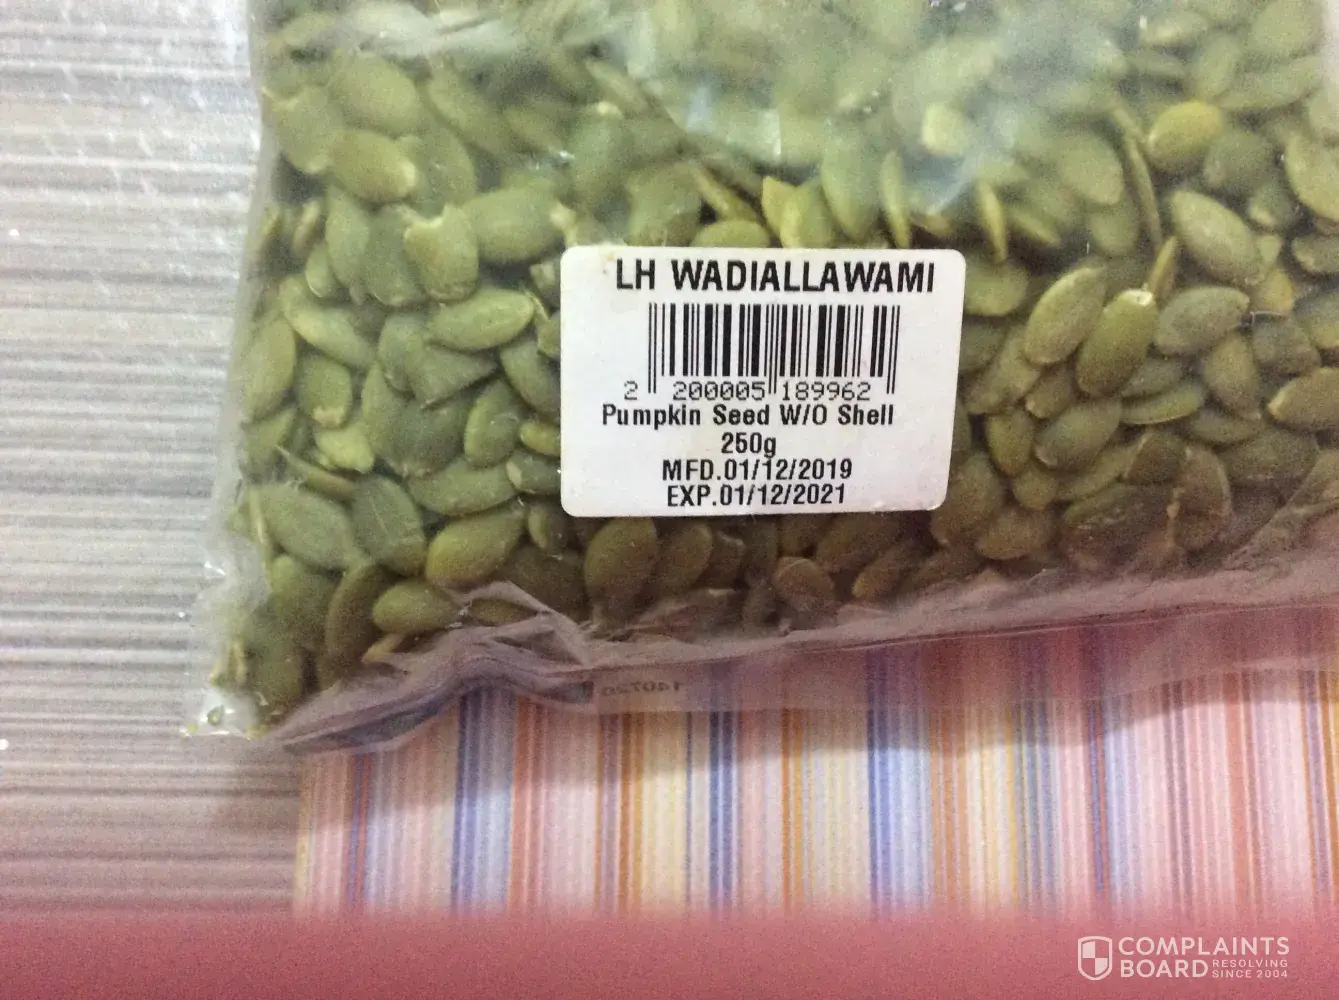 LH WADIALLAWAMI
2 200005 189962
Pumpkin Seed W/O Shell
250g
MFD.01/12/2019
EXP.01/12/2021
COMPLAINTS
BOARD RESOLVING
SINCE 2004